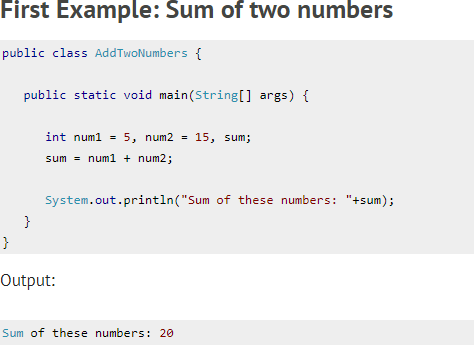 First Example: Sum of two numbers
public class AddTwoNumbers {
public static void main(String[] args) {
int num1 = 5, num2 = 15, sum;
sum = num1 + num2;
System.out.println("Sum of these numbers: "+sum);
}
}
Output:
Sum of these numbers: 20